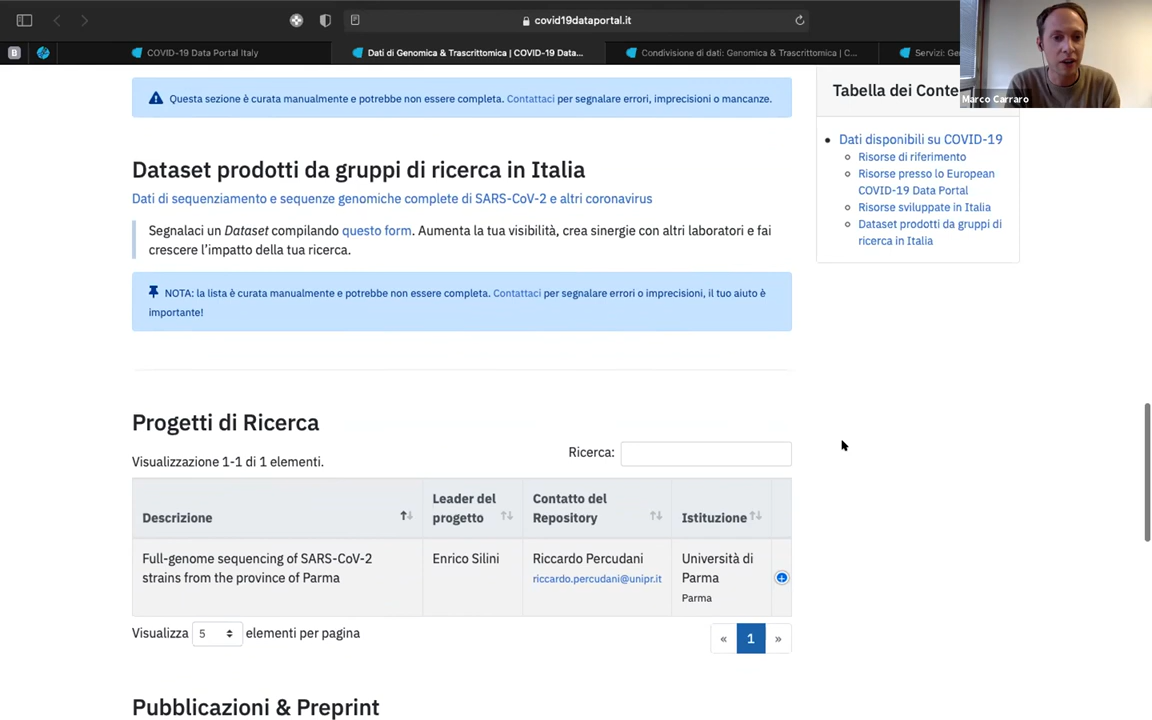 covid19dataportal.it
B
COVID-19 Data Portal Italy
Dati di Genomica & Trascrittomica | COVID-19 Data...
Condivisione di dati: Genomica & Trascrittomica | C...
Servizi: Ge
Marco Carraro
Questa sezione è curata manualmente e potrebbe non essere completa. Contattaci per segnalare errori, imprecisioni o mancanze.
Dataset prodotti da gruppi di ricerca in Italia
Dati di sequenziamento e sequenze genomiche complete di SARS-CoV-2 e altri coronavirus
Segnalaci un Dataset compilando questo form. Aumenta la tua visibilità, crea sinergie con altri laboratori e fai
crescere l'impatto della tua ricerca.
NOTA: la lista è curata manualmente e potrebbe non essere completa. Contattaci per segnalare errori o imprecisioni, il tuo aiuto è
importante!
Progetti di Ricerca
Visualizzazione 1-1 di 1 elementi.
Ricerca:
Descrizione
Leader del
progetto
Contatto del
Repository
Istituzione
Full-genome sequencing of SARS-CoV-2
strains from the province of Parma
Enrico Silini
Riccardo Percudani
riccardo.percudani@unipr.it
Università di
Parma
Parma
Visualizza 5 elementi per pagina
« 1 »
Pubblicazioni & Preprint
Tabella dei Conte
Dati disponibili su COVID-19
Risorse di riferimento
Risorse presso lo European
COVID-19 Data Portal
Risorse sviluppate in Italia
Dataset prodotti da gruppi di
ricerca in Italia